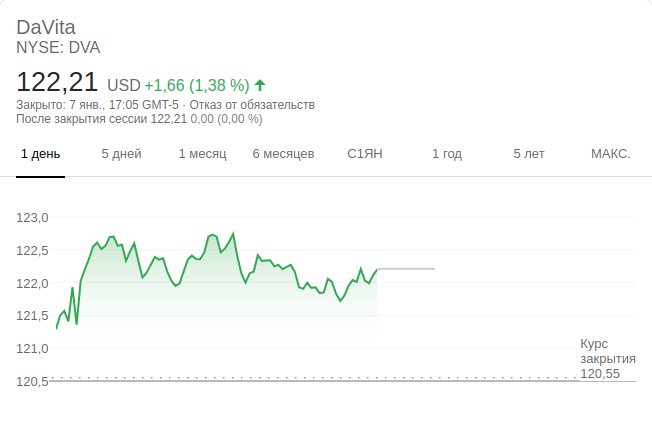 DaVita
NYSE: DVA
122,21 USD +1,66 (1,38 %)
Закрыто: 7 янв., 17:05 GMT-5 · Отказ от обязательств
После закрытия сессии 122,21 0,00 (0,00 %)
1 день 5 дней 1 месяц 6 месяцев С1ЯН 1 год 5 лет МАКС.
123,0
122,5
122,0
121,5
121,0
120,5
Курс
закрытия
120,55